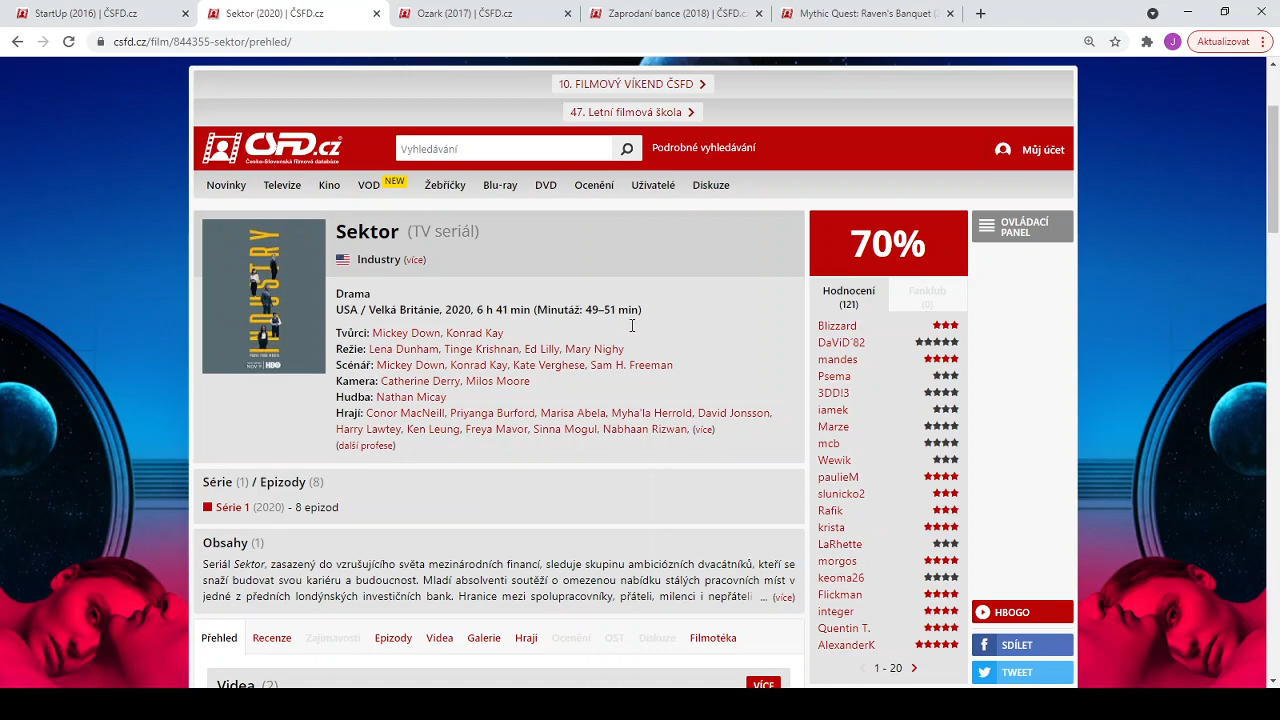 StartUp (2016) | ČSFD.cz
Sektor (2020) | ČSFD.cz
Ozark (2017) | ČSFD.cz
Zaprodaní bance (2018) | ČSFD.cz
Mythic Quest: Raven's Banquet (2
csfd.cz/film/844355-sektor/prehled/
J
Aktualizovat
10. FILMOVÝ VÍKEND ČSFD
47. Letní filmová škola
ČSFD.cz
Česko-Slovenská filmová databáze
Vyhledávání
Podrobné vyhledávání
Můj účet
Novinky
Televize
Kino
VOD NEW
Žebříčky
Blu-ray
DVD
Ocenění
Uživatelé
Diskuze
INDUSTRY
HBO
Sektor (TV seriál)
Industry (více)
Drama
USA / Velká Británie, 2020, 6 h 41 min (Minutáž: 49–51 min)
Tvůrci: Mickey Down, Konrad Kay
Režie: Lena Dunham, Tinge Krishnan, Ed Lilly, Mary Nighy
Scénář: Mickey Down, Konrad Kay, Kate Verghese, Sam H. Freeman
Kamera: Catherine Derry, Milos Moore
Hudba: Nathan Micay
Hrají: Conor MacNeill, Priyanga Burford, Marisa Abela, Myha'la Herrold, David Jonsson,
Harry Lawtey, Ken Leung, Freya Mavor, Sinna Mogul, Nabhaan Rizwan, (více)
(další profese)
Série (1) / Epizody (8)
Série 1 (2020) - 8 epizod
Obsahy (1)
Seriál zasazený do vzrušujícího světa mezinárodních financí, sleduje skupinu ambiciózních dvacátníků, kteří se
snaží budovat svou kariéru a budoucnost. Mladí absolventi soutěží o omezenou nabídku stálých pracovních míst v
jedné z předních londýnských investičních bank. Hranice mezi spolupracovníky, přáteli, milenci i nepřáteli ... (více)
Přehled
Recenze
Zajímavosti
Epizody
Videa
Galerie
Hrají
Ocenění
OST
Diskuze
Filmotéka
Videa (2)
VÍCE
70%
Hodnocení
(121)
Fanklub
(0)
Blizzard
DaViD´82
mandes
Psema
3DDI3
iamek
Marze
mcb
Wewik
paulieM
slunicko2
Rafik
krista
LaRhette
morgos
keoma26
Flickman
integer
Quentin T.
AlexanderK
1 - 20
OVLÁDACÍ
PANEL
HBOGO
SDÍLET
TWEET